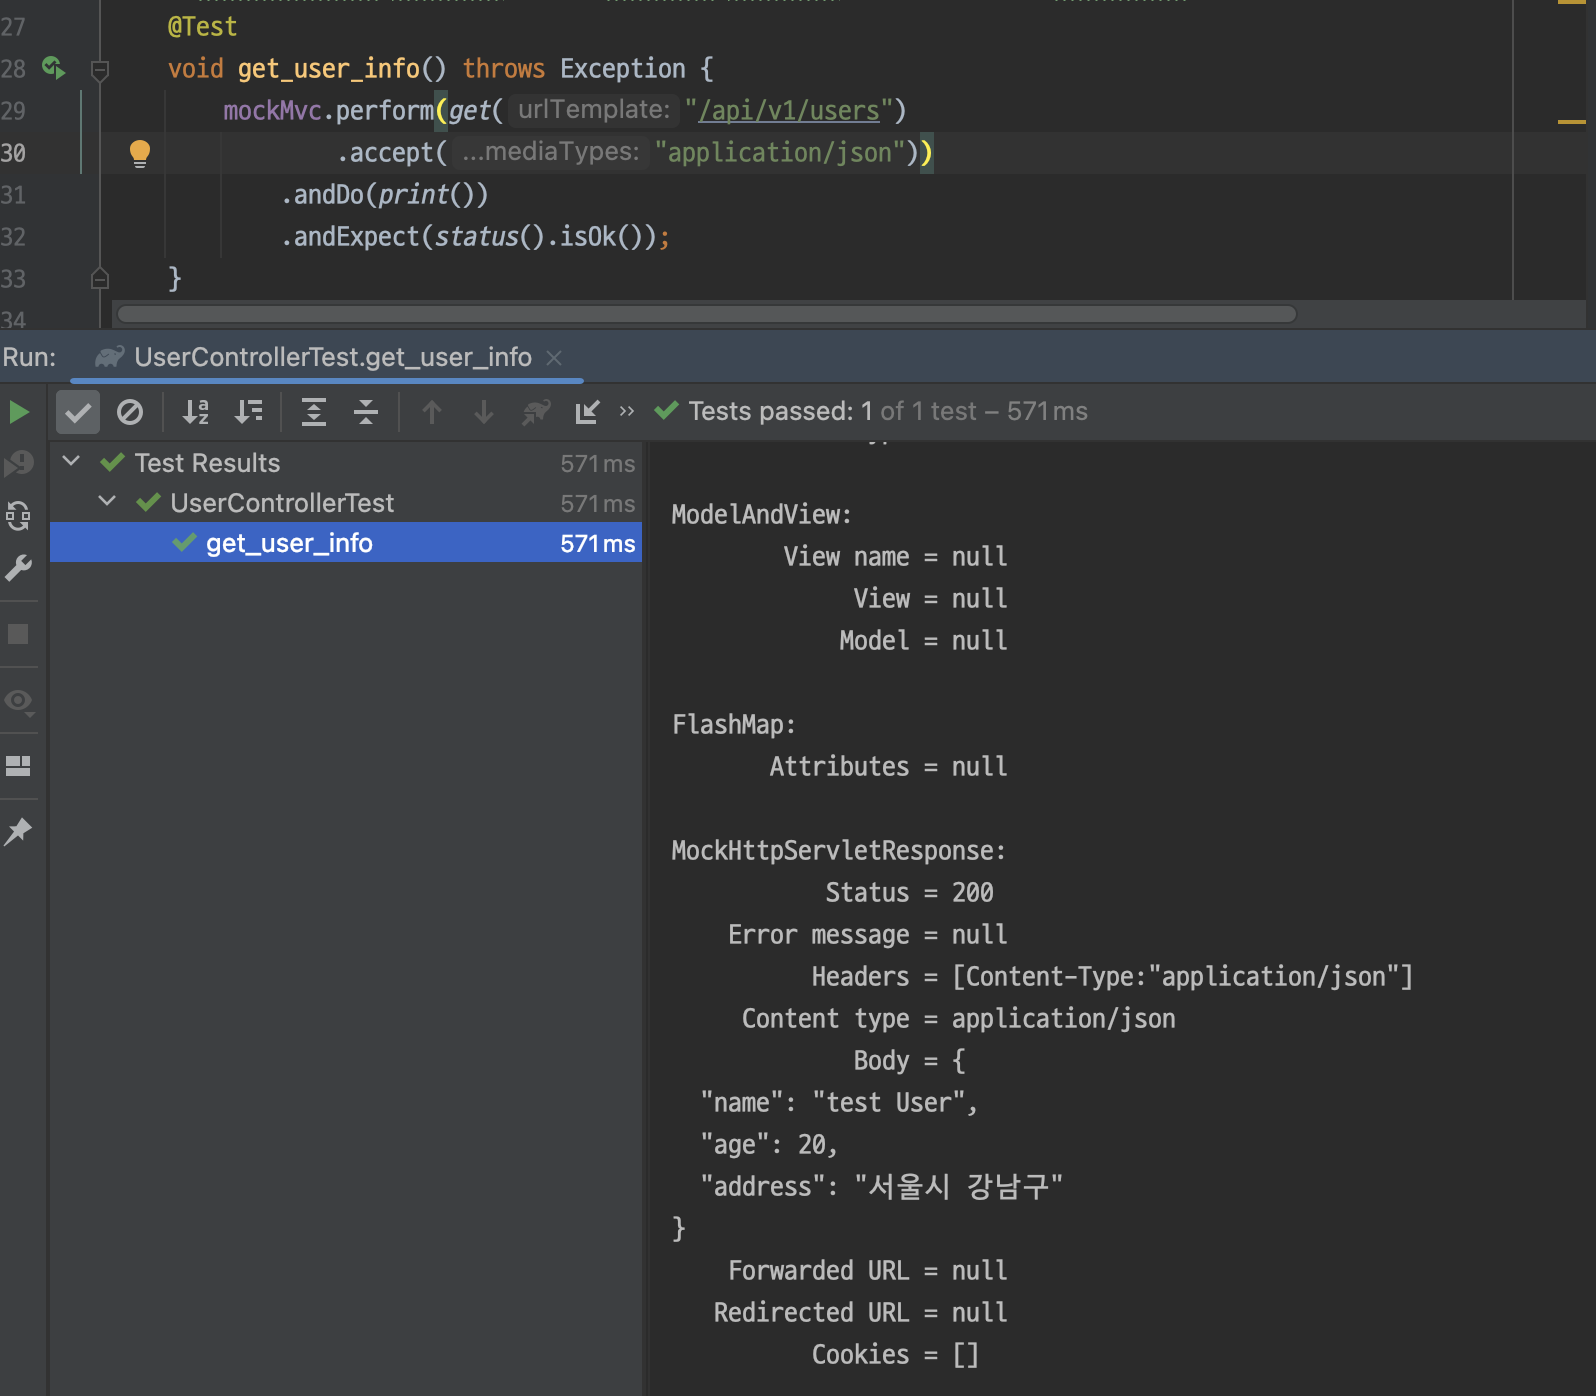 27 @Test
28 void get_user_info() throws Exception {
29 mockMvc.perform(get( urlTemplate: "/api/v1/users")
30 .accept( ...mediaTypes: "application/json"))
31 .andDo(print())
32 .andExpect(status().isOk());
33 }
34
Run: UserControllerTest.get_user_info
Tests passed: 1 of 1 test – 571 ms
Test Results 571 ms
UserControllerTest 571 ms
get_user_info 571 ms
ModelAndView:
View name = null
View = null
Model = null
FlashMap:
Attributes = null
MockHttpServletResponse:
Status = 200
Error message = null
Headers = [Content-Type:"application/json"]
Content type = application/json
Body = {
"name": "test User",
"age": 20,
"address": "서울시 강남구"
}
Forwarded URL = null
Redirected URL = null
Cookies = []